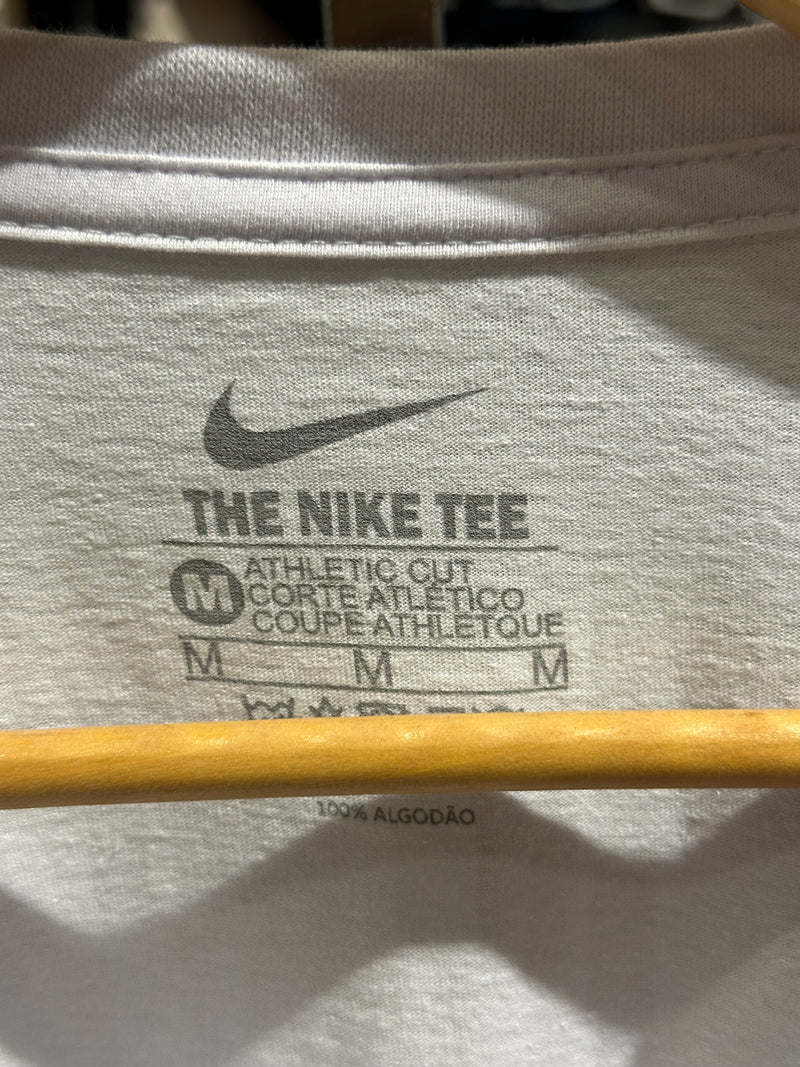 THE NIKE TEE
M ATHLETIC CUT
CORTE ATLÉTICO
COUPE ATHLETQUE
M M M
100% ALGODÃO